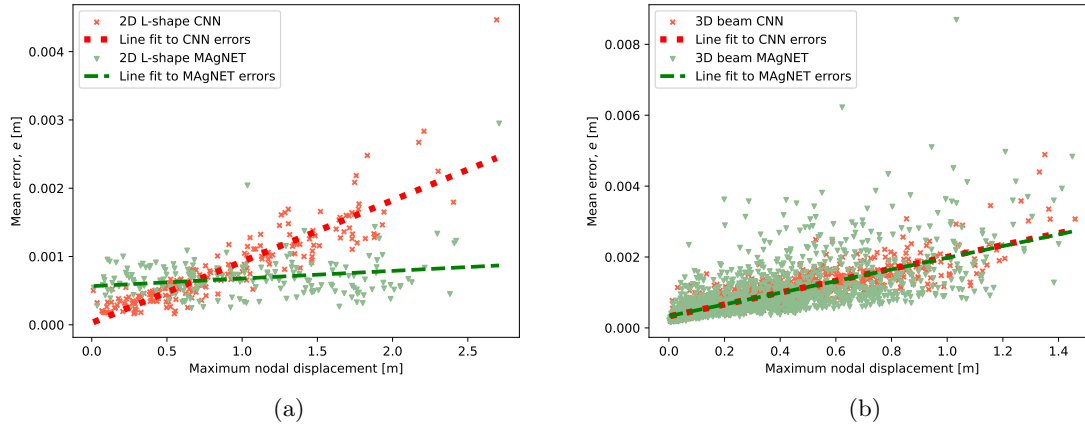 2D L-shape CNN
Line fit to CNN errors
2D L-shape MAgNET
Line fit to MAgNET errors
0.004
0.003
0.002
0.001
0.000
Mean error, e [m]
0.0 0.5 1.0 1.5 2.0 2.5
Maximum nodal displacement [m]
(a)
3D beam CNN
Line fit to CNN errors
3D beam MAgNET
Line fit to MAgNET errors
0.008
0.006
0.004
0.002
0.000
Mean error, e [m]
0.0 0.2 0.4 0.6 0.8 1.0 1.2 1.4
Maximum nodal displacement [m]
(b)